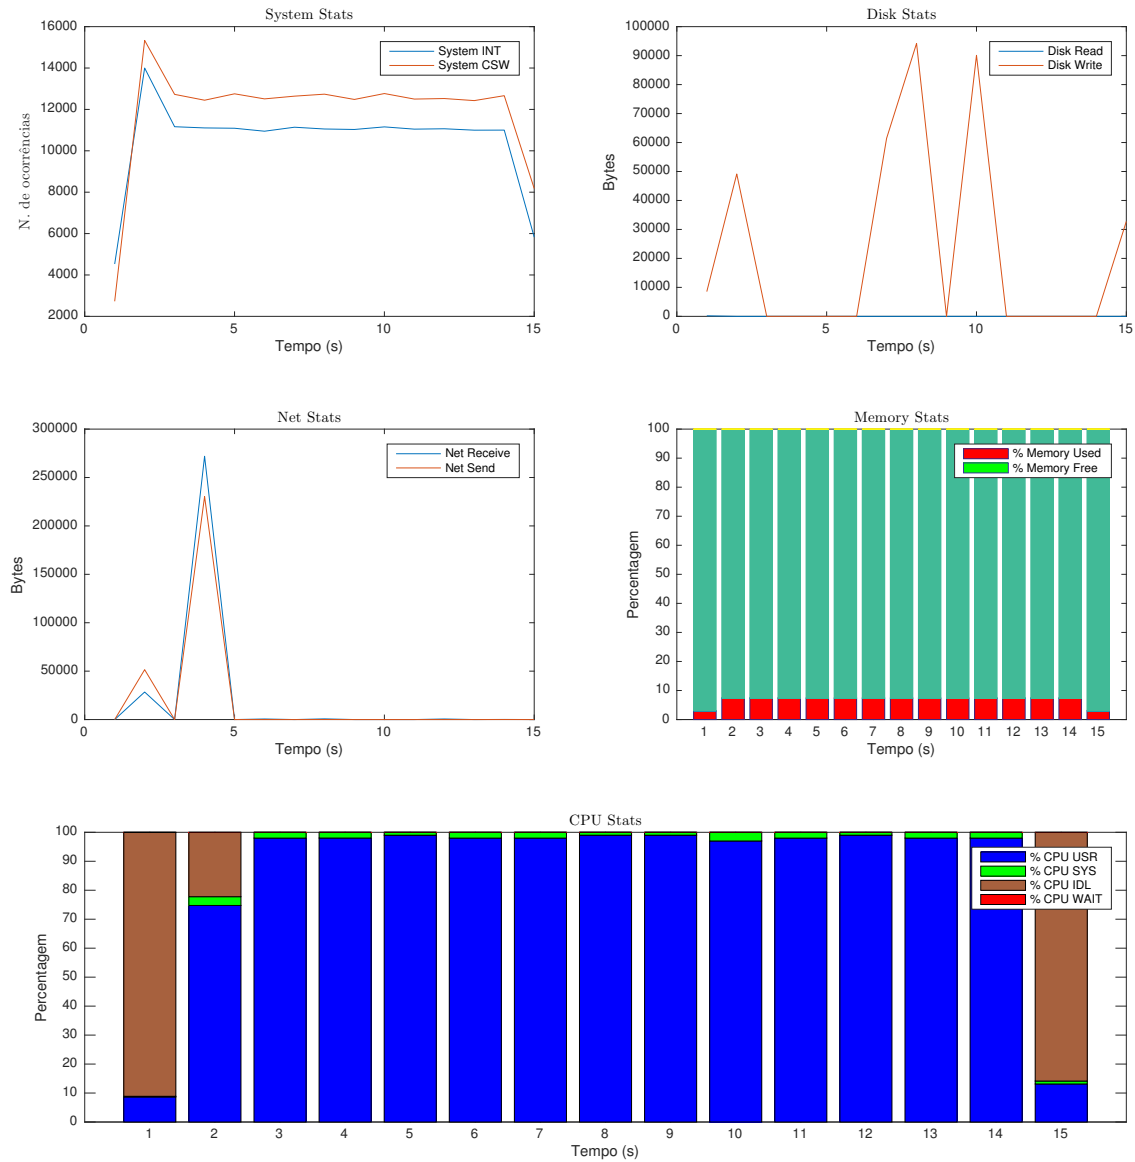 System Stats
16000
14000
12000
10000
8000
6000
4000
2000
N. de ocorrências
System INT
System CSW
0
5
10
15
Tempo (s)
Disk Stats
100000
90000
80000
70000
60000
50000
40000
30000
20000
10000
0
Bytes
Disk Read
Disk Write
0
5
10
15
Tempo (s)
Net Stats
300000
250000
200000
150000
100000
50000
0
Bytes
Net Receive
Net Send
0
5
10
15
Tempo (s)
Memory Stats
100
90
80
70
60
50
40
30
20
10
0
Percentagem
% Memory Used
% Memory Free
1 2 3 4 5 6 7 8 9 10 11 12 13 14 15
Tempo (s)
CPU Stats
100
90
80
70
60
50
40
30
20
10
0
Percentagem
% CPU USR
% CPU SYS
% CPU IDL
% CPU WAIT
1 2 3 4 5 6 7 8 9 10 11 12 13 14 15
Tempo (s)